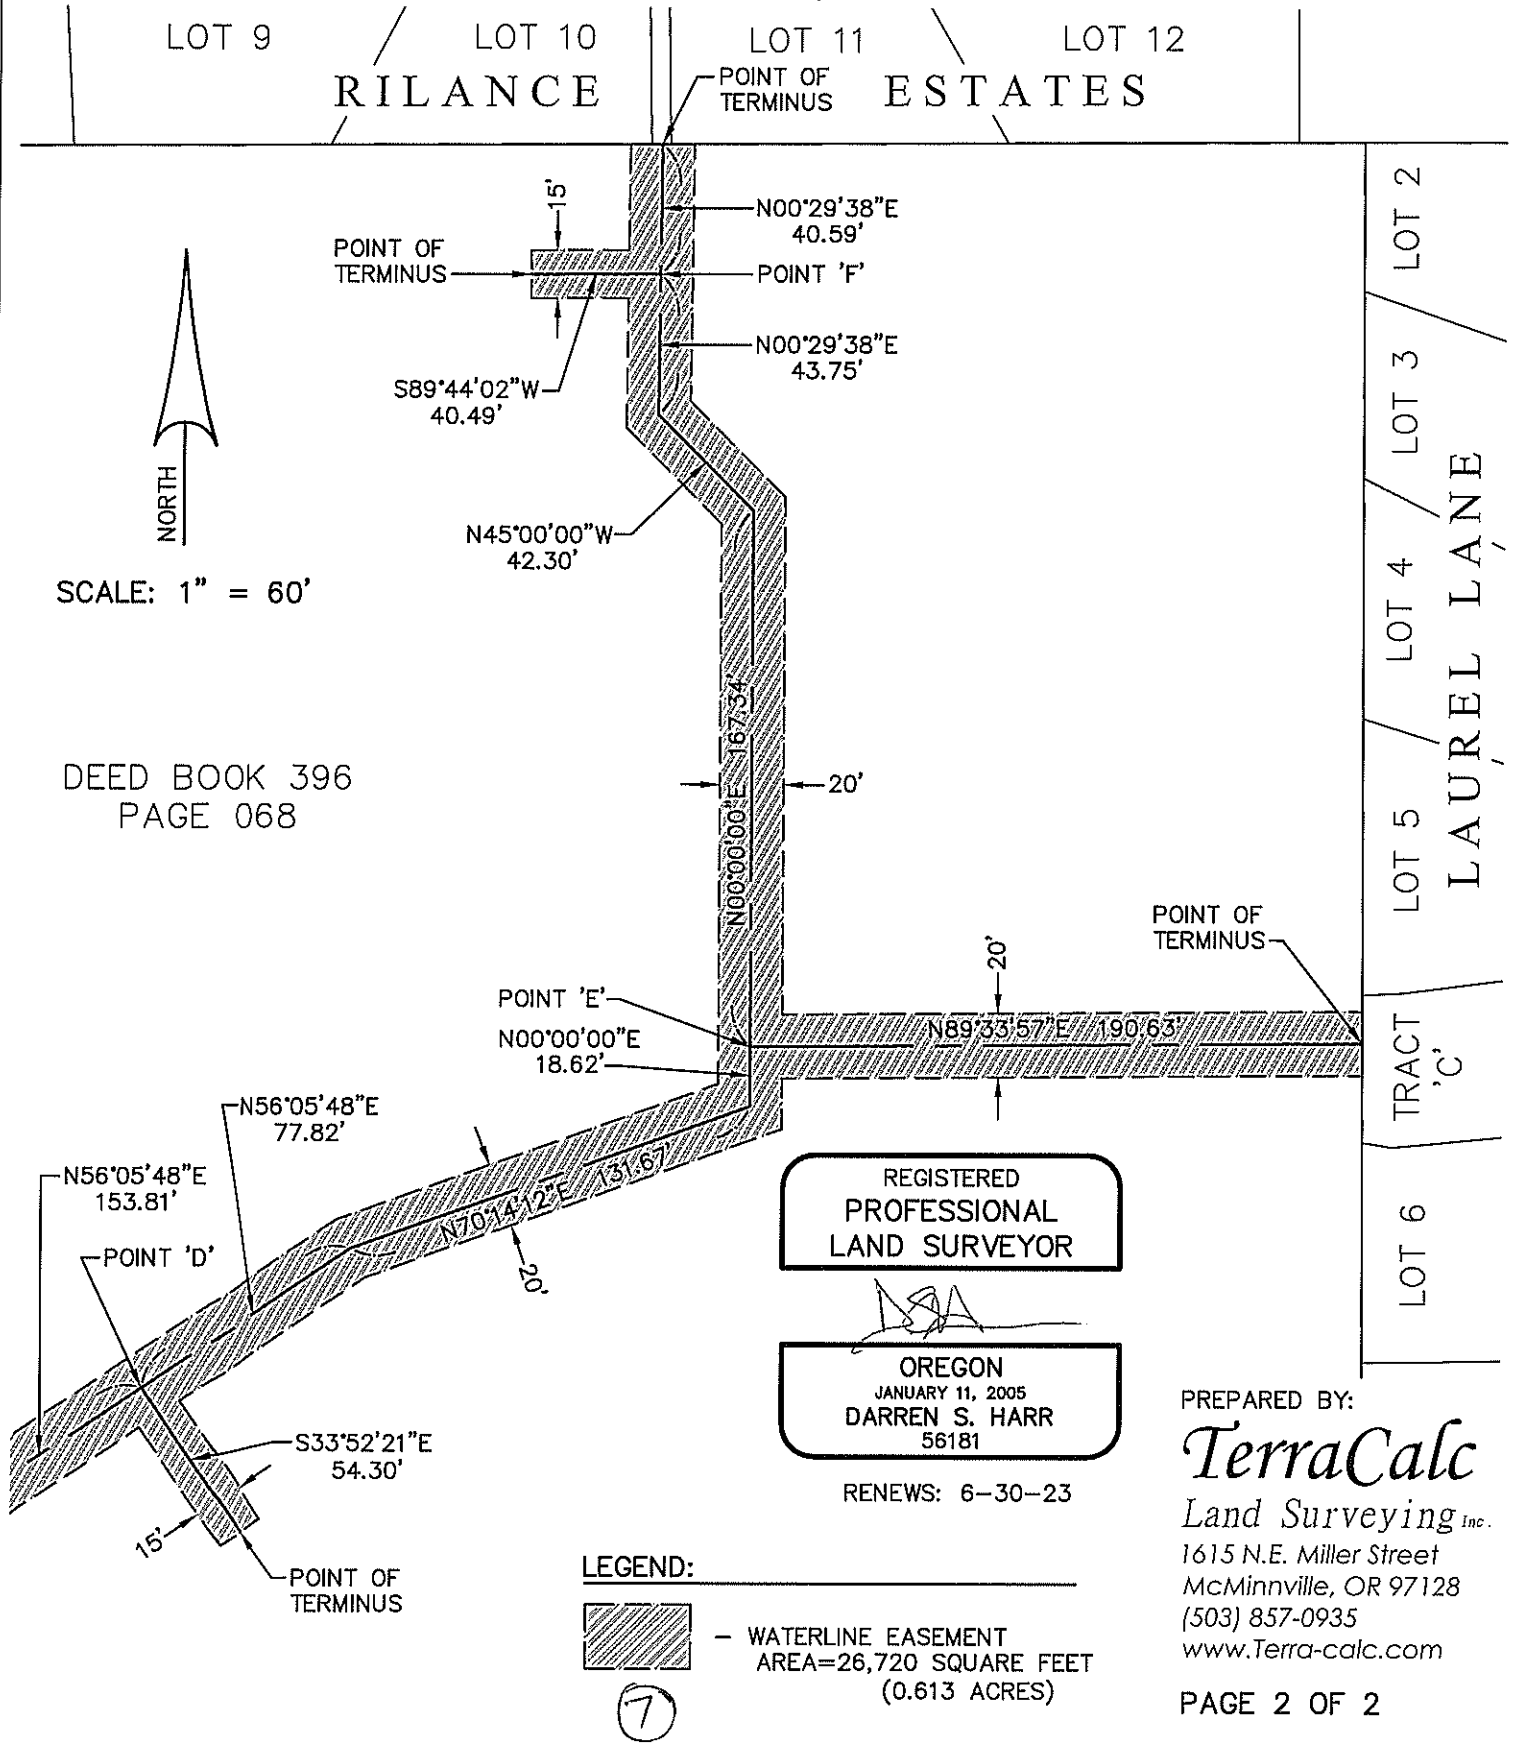 LOT 9
LOT 10
LOT 11
LOT 12
RILANCE ESTATES
POINT OF
TERMINUS
15'
N00°29'38"E
40.59'
POINT OF
TERMINUS
POINT 'F'
N00°29'38"E
43.75'
S89°44'02"W
40.49'
NORTH
N45°00'00"W
42.30'
SCALE: 1" = 60'
LOT 2
LOT 3
LOT 4
LOT 5
LAUREL LANE
DEED BOOK 396
PAGE 068
N00°00'00"E 167.34'
20'
POINT OF
TERMINUS
20'
POINT 'E'
N00°00'00"E
18.62'
N89°33'57"E 190.63'
TRACT
'C'
LOT 6
N56°05'48"E
77.82'
N56°05'48"E
153.81'
N70°14'12"E 131.67'
20'
POINT 'D'
S33°52'21"E
54.30'
15'
POINT OF
TERMINUS
REGISTERED
PROFESSIONAL
LAND SURVEYOR
OREGON
JANUARY 11, 2005
DARREN S. HARR
56181
RENEWS: 6-30-23
LEGEND:
- WATERLINE EASEMENT
AREA=26,720 SQUARE FEET
(0.613 ACRES)
7
PREPARED BY:
TerraCalc
Land Surveying Inc.
1615 N.E. Miller Street
McMinnville, OR 97128
(503) 857-0935
www.Terra-calc.com
PAGE 2 OF 2